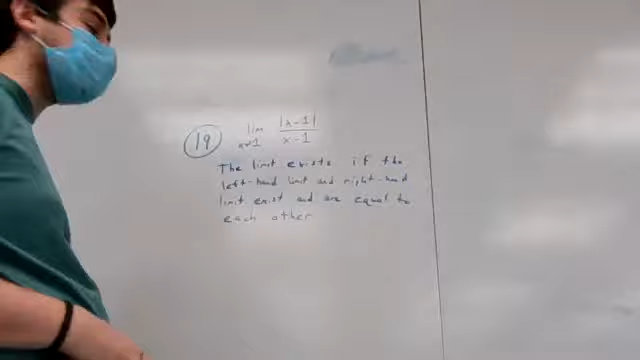 19 lim x→1 |x-1| / x-1
The limit exists if the
left-hand limit and right-hand
limit exist and are equal to
each other